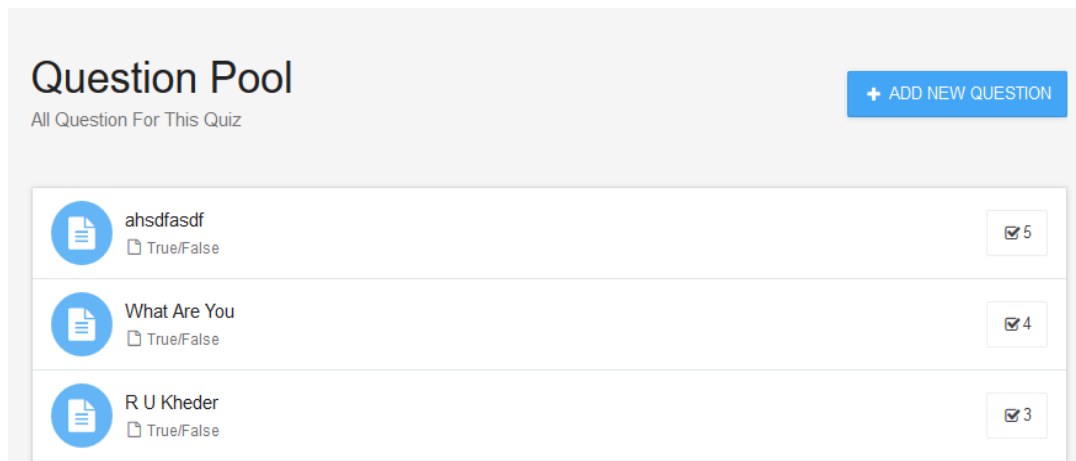 Question Pool
All Question For This Quiz
ADD NEW QUESTION
ahsdfasdf
True/False
5
What Are You
True/False
4
R U Kheder
True/False
3